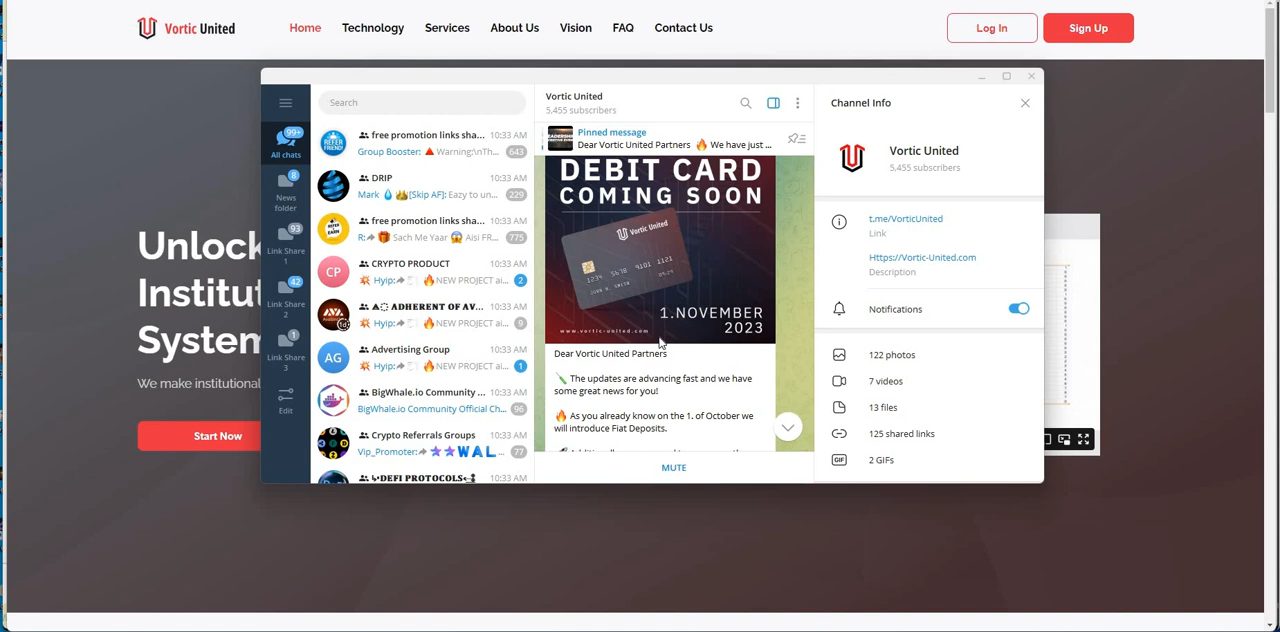 Vortic United
Home Technology Services About Us Vision FAQ Contact Us
Log In
Sign Up
Unlock
Institut
System
We make institutional
Start Now
99+
All chats
8
News folder
93
Link Share 1
42
Link Share 2
1
Link Share 3
Edit
Search
free promotion links sha... 10:33 AM
Group Booster: 🔺 Warning:\nTh... 643
DRIP 10:33 AM
Mark 💧👑[Skip AF]: Eazy to un... 229
free promotion links sha... 10:33 AM
R: 🎁 Sach Me Yaar 😱 Aisi FR... 775
CP
CRYPTO PRODUCT 10:33 AM
💥 Hyip: 🔥NEW PROJECT ai... 2
ADHERENT OF AV... 10:33 AM
💥 Hyip: 🔥NEW PROJECT ai... 9
AG
Advertising Group 10:33 AM
💥 Hyip: 🔥NEW PROJECT ai... 1
BigWhale.io Community ... 10:33 AM
BigWhale.io Community Official Ch... 96
Crypto Referrals Groups 10:33 AM
Vip_Promoter: ★★WAL... 77
DEFI PROTOCOLS 10:33 AM
Vortic United
5,455 subscribers
Pinned message
Dear Vortic United Partners 🔥 We have just ...
DEBIT CARD
COMING SOON
Vortic United
1234 5678 9101 1121
JOHN H. SMITH
1.NOVEMBER
2023
www.vortic-united.com
Dear Vortic United Partners
The updates are advancing fast and we have
some great news for you!
🔥 As you already know on the 1. of October we
will introduce Fiat Deposits.
MUTE
Channel Info
Vortic United
5,455 subscribers
t.me/VorticUnited
Link
Https://Vortic-United.com
Description
Notifications
122 photos
7 videos
13 files
125 shared links
GIF
2 GIFs